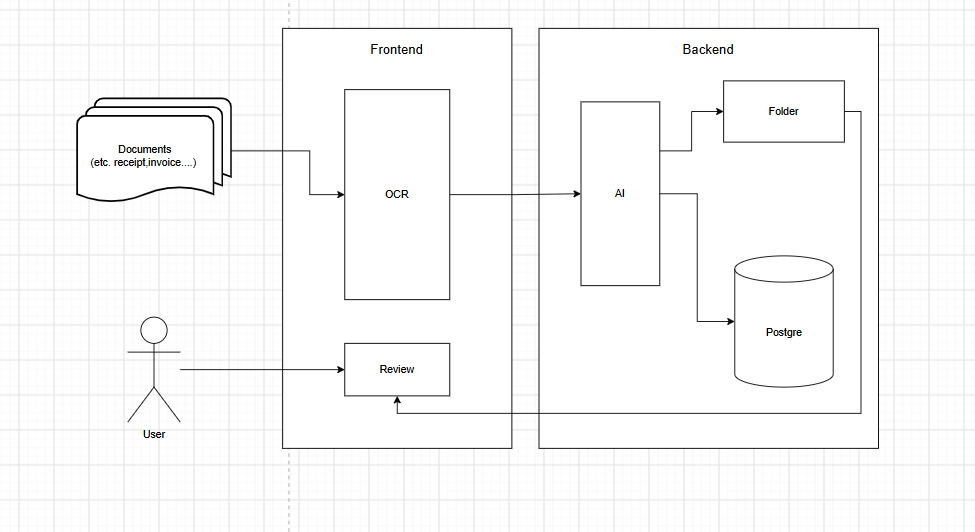 Frontend
Backend
Folder
Documents
(etc. receipt,invoice....)
OCR
AI
Postgre
Review
User